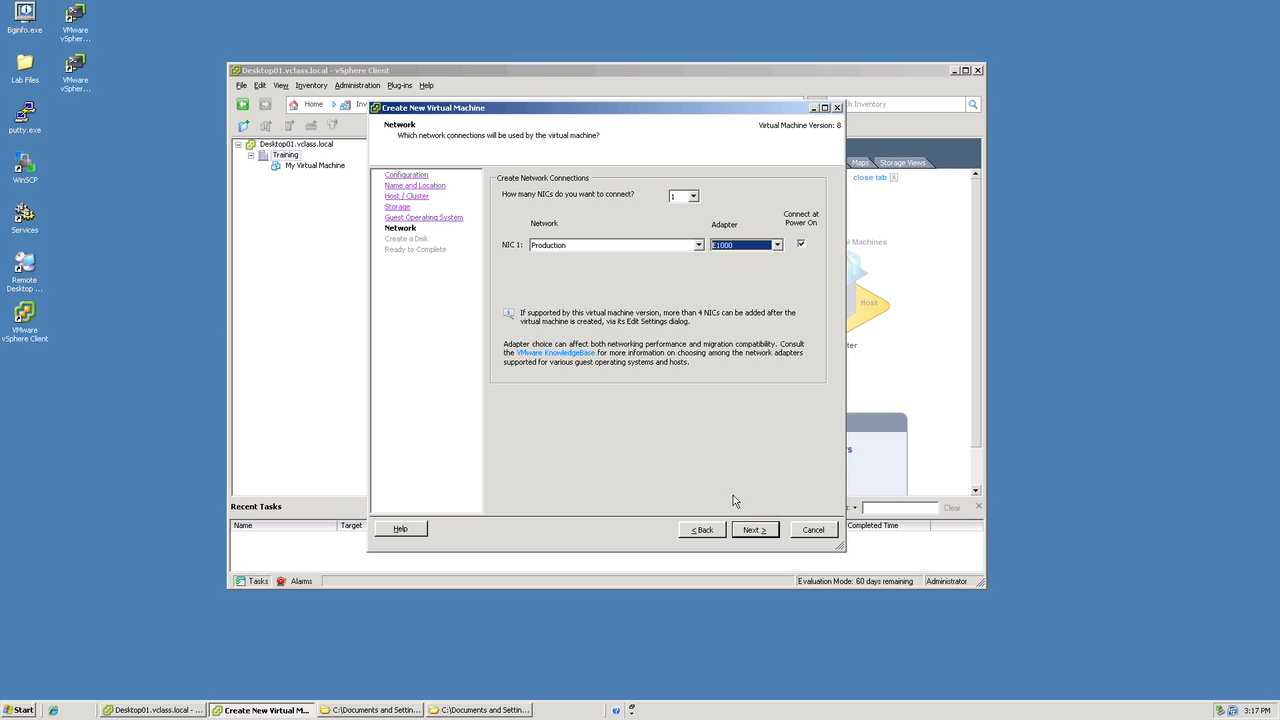 Bginfo.exe
VMware
vSpher...
Lab Files
VMware
vSpher...
putty.exe
WinSCP
Services
Remote
Desktop ...
VMware
vSphere Client
Desktop01.vclass.local - vSphere Client
File Edit View Inventory Administration Plug-ins Help
Home
Inv
h Inventory
Desktop01.vclass.local
Training
My Virtual Machine
Maps Storage Views
close tab X
al Machines
Host
ter
rs
Create New Virtual Machine
Network
Which network connections will be used by the virtual machine?
Virtual Machine Version: 8
Configuration
Name and Location
Host / Cluster
Storage
Guest Operating System
Network
Create a Disk
Ready to Complete
Create Network Connections
How many NICs do you want to connect? 1
Network Adapter Connect at
Power On
NIC 1: Production E1000
If supported by this virtual machine version, more than 4 NICs can be added after the
virtual machine is created, via its Edit Settings dialog.
Adapter choice can affect both networking performance and migration compatibility. Consult
the VMware KnowledgeBase for more information on choosing among the network adapters
supported for various guest operating systems and hosts.
Help < Back Next > Cancel
Recent Tasks
Clear
Name Target Completed Time
Tasks Alarms Evaluation Mode: 60 days remaining Administrator
Start Desktop01.vclass.local - ... Create New Virtual M... C:\Documents and Settin... C:\Documents and Settin... 3:17 PM